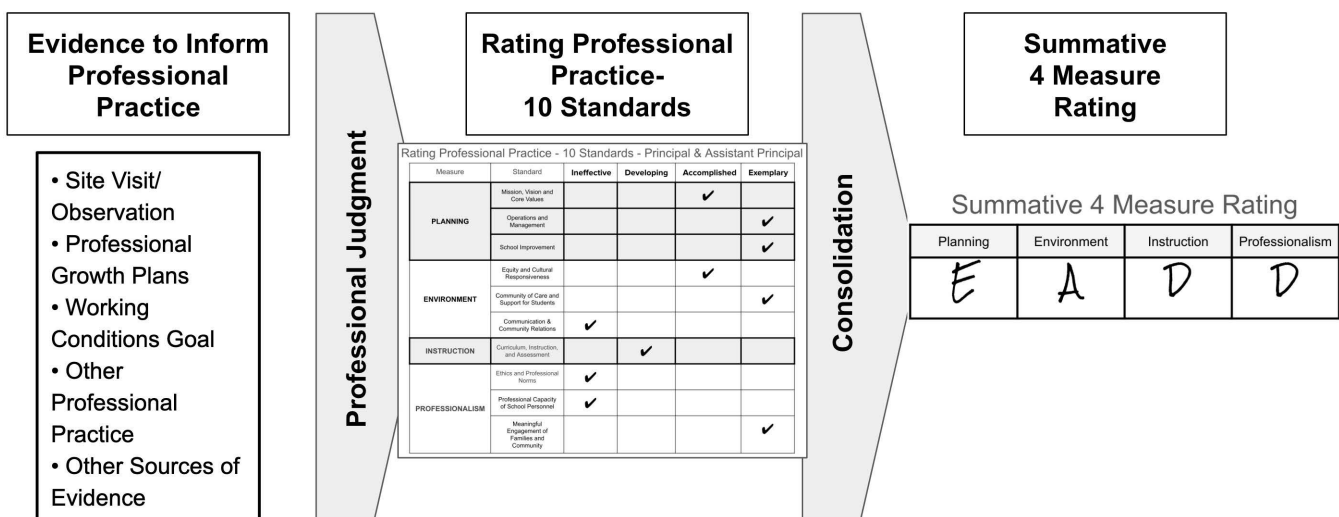 Evidence to Inform
Professional
Practice
• Site Visit/
Observation
• Professional
Growth Plans
• Working
Conditions Goal
• Other
Professional
Practice
• Other Sources of
Evidence
Professional Judgment
Rating Professional
Practice-
10 Standards
Rating Professional Practice - 10 Standards - Principal & Assistant Principal
Measure Standard Ineffective Developing Accomplished Exemplary
PLANNING
Mission, Vision and
Core Values ✔
Operations and
Management ✔
School Improvement ✔
ENVIRONMENT
Equity and Cultural
Responsiveness ✔
Community of Care and
Support for Students ✔
Communication &
Community Relations ✔
INSTRUCTION
Curriculum, Instruction,
and Assessment ✔
PROFESSIONALISM
Ethics and Professional
Norms ✔
Professional Capacity
of School Personnel ✔
Meaningful
Engagement of
Families and
Community ✔
Consolidation
Summative
4 Measure
Rating
Summative 4 Measure Rating
Planning Environment Instruction Professionalism
E A D D